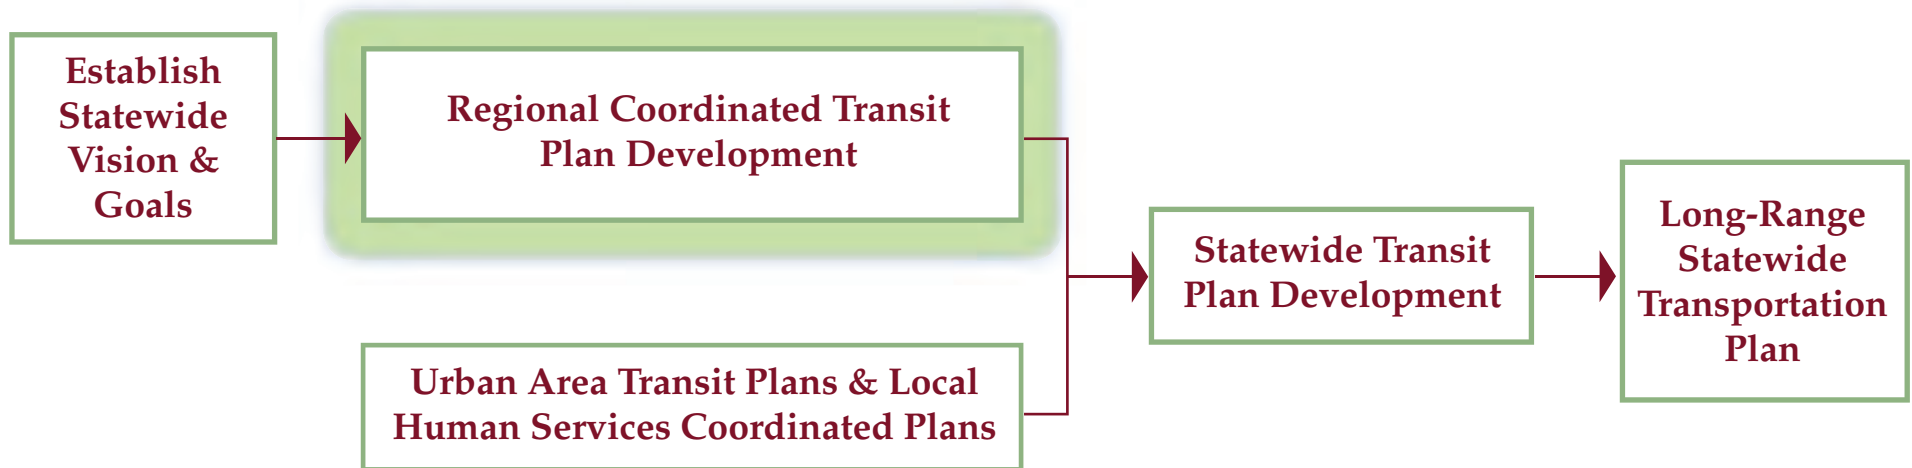 Establish
Statewide
Vision &
Goals
Regional Coordinated Transit
Plan Development
Urban Area Transit Plans & Local
Human Services Coordinated Plans
Statewide Transit
Plan Development
Long-Range
Statewide
Transportation
Plan